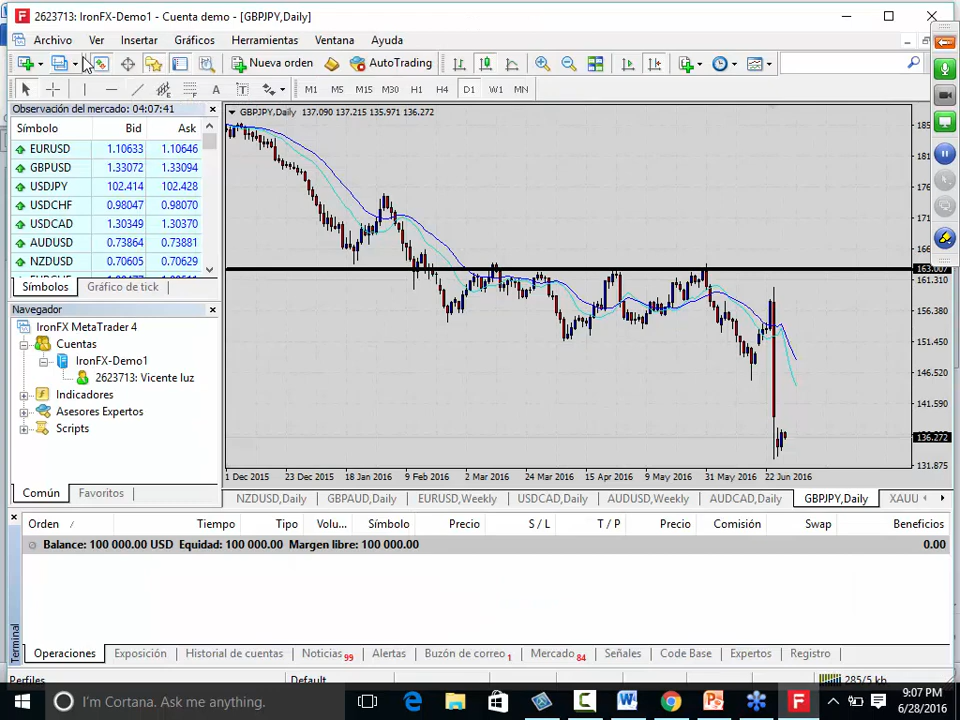 2623713: IronFX-Demo1 - Cuenta demo - [GBPJPY,Daily]
Archivo Ver Insertar Gráficos Herramientas Ventana Ayuda
Nueva orden AutoTrading
A T M1 M5 M15 M30 H1 H4 D1 W1 MN
Observación del mercado: 04:07:41
Símbolo Bid Ask
EURUSD 1.10633 1.10646
GBPUSD 1.33072 1.33094
USDJPY 102.414 102.428
USDCHF 0.98047 0.98070
USDCAD 1.30349 1.30370
AUDUSD 0.73864 0.73881
NZDUSD 0.70605 0.70629
Símbolos Gráfico de tick
Navegador
IronFX MetaTrader 4
Cuentas
IronFX-Demo1
2623713: Vicente luz
Indicadores
Asesores Expertos
Scripts
Común Favoritos
GBPJPY,Daily 137.090 137.215 135.971 136.272
185
181
176
171
166
163.007
161.310
156.380
151.450
146.520
141.590
136.272
131.875
1 Dec 2015 23 Dec 2015 18 Jan 2016 9 Feb 2016 2 Mar 2016 24 Mar 2016 15 Apr 2016 9 May 2016 31 May 2016 22 Jun 2016
NZDUSD,Daily GBPAUD,Daily EURUSD,Weekly USDCAD,Daily AUDUSD,Weekly AUDCAD,Daily GBPJPY,Daily XAUU
Orden / Tiempo Tipo Volu... Símbolo Precio S / L T / P Precio Comisión Swap Beneficios
Balance: 100 000.00 USD Equidad: 100 000.00 Margen libre: 100 000.00 0.00
Terminal
Operaciones Exposición Historial de cuentas Noticias 99 Alertas Buzón de correo 1 Mercado 84 Señales Code Base Expertos Registro
Perfiles Default 285/5 kb
I'm Cortana. Ask me anything.
9:07 PM
6/28/2016